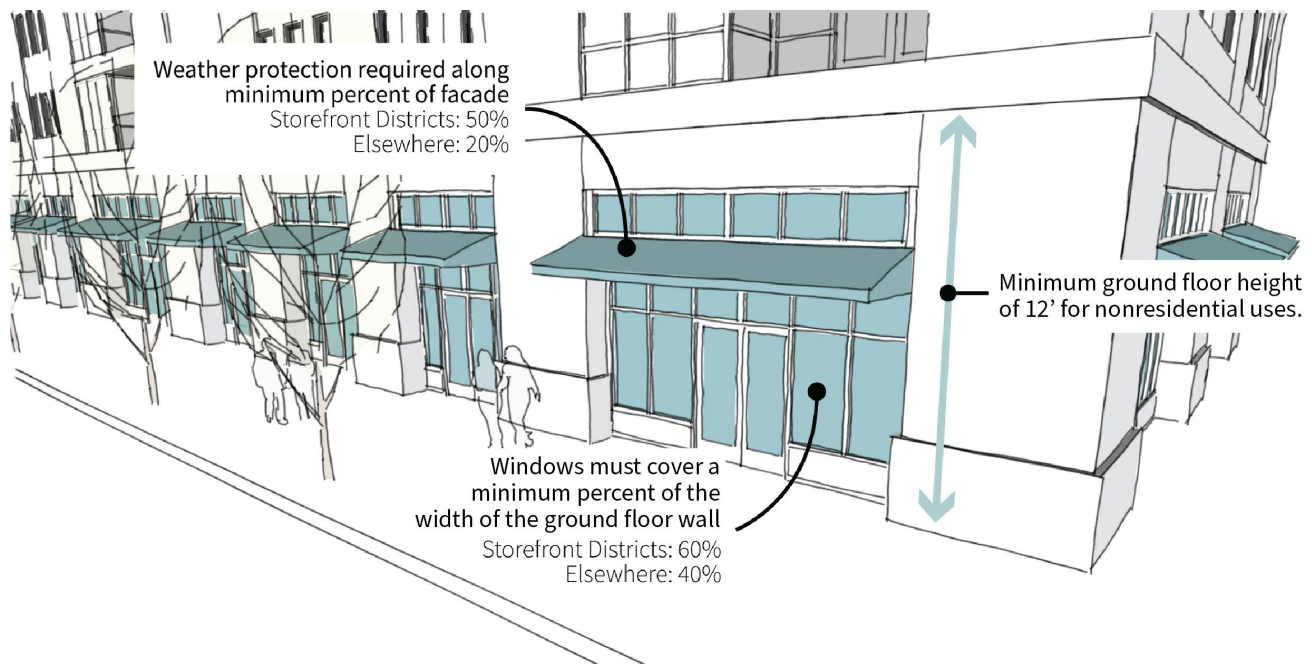 Weather protection required along
minimum percent of facade
Storefront Districts: 50%
Elsewhere: 20%
Minimum ground floor height
of 12’ for nonresidential uses.
Windows must cover a
minimum percent of the
width of the ground floor wall
Storefront Districts: 60%
Elsewhere: 40%